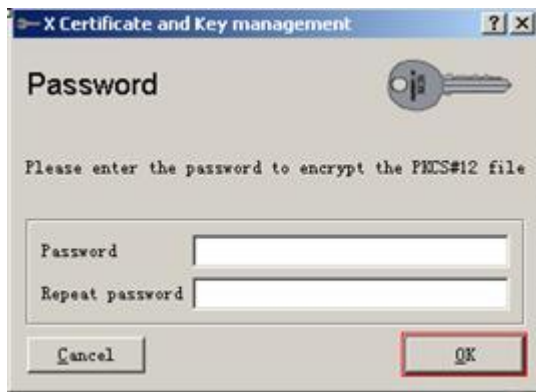 X Certificate and Key management
Password
Please enter the password to encrypt the PKCS#12 file
Password
Repeat password
Cancel
OK